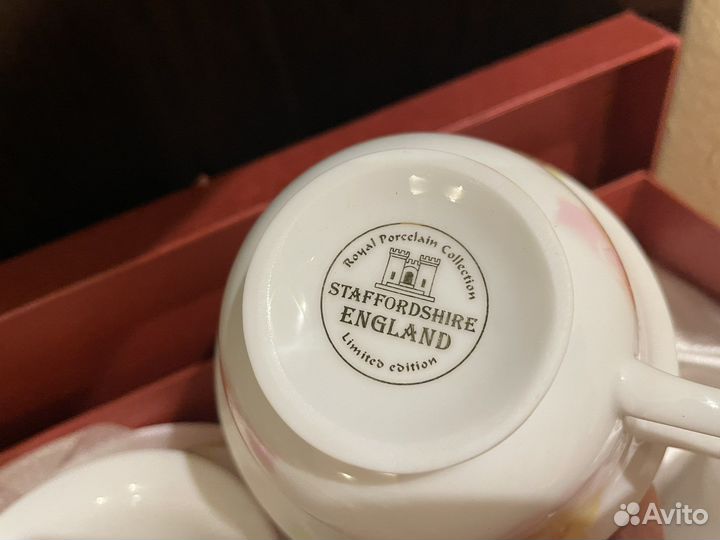 Royal Porcelain Collection
STAFFORDSHIRE
ENGLAND
Limited edition
Avito